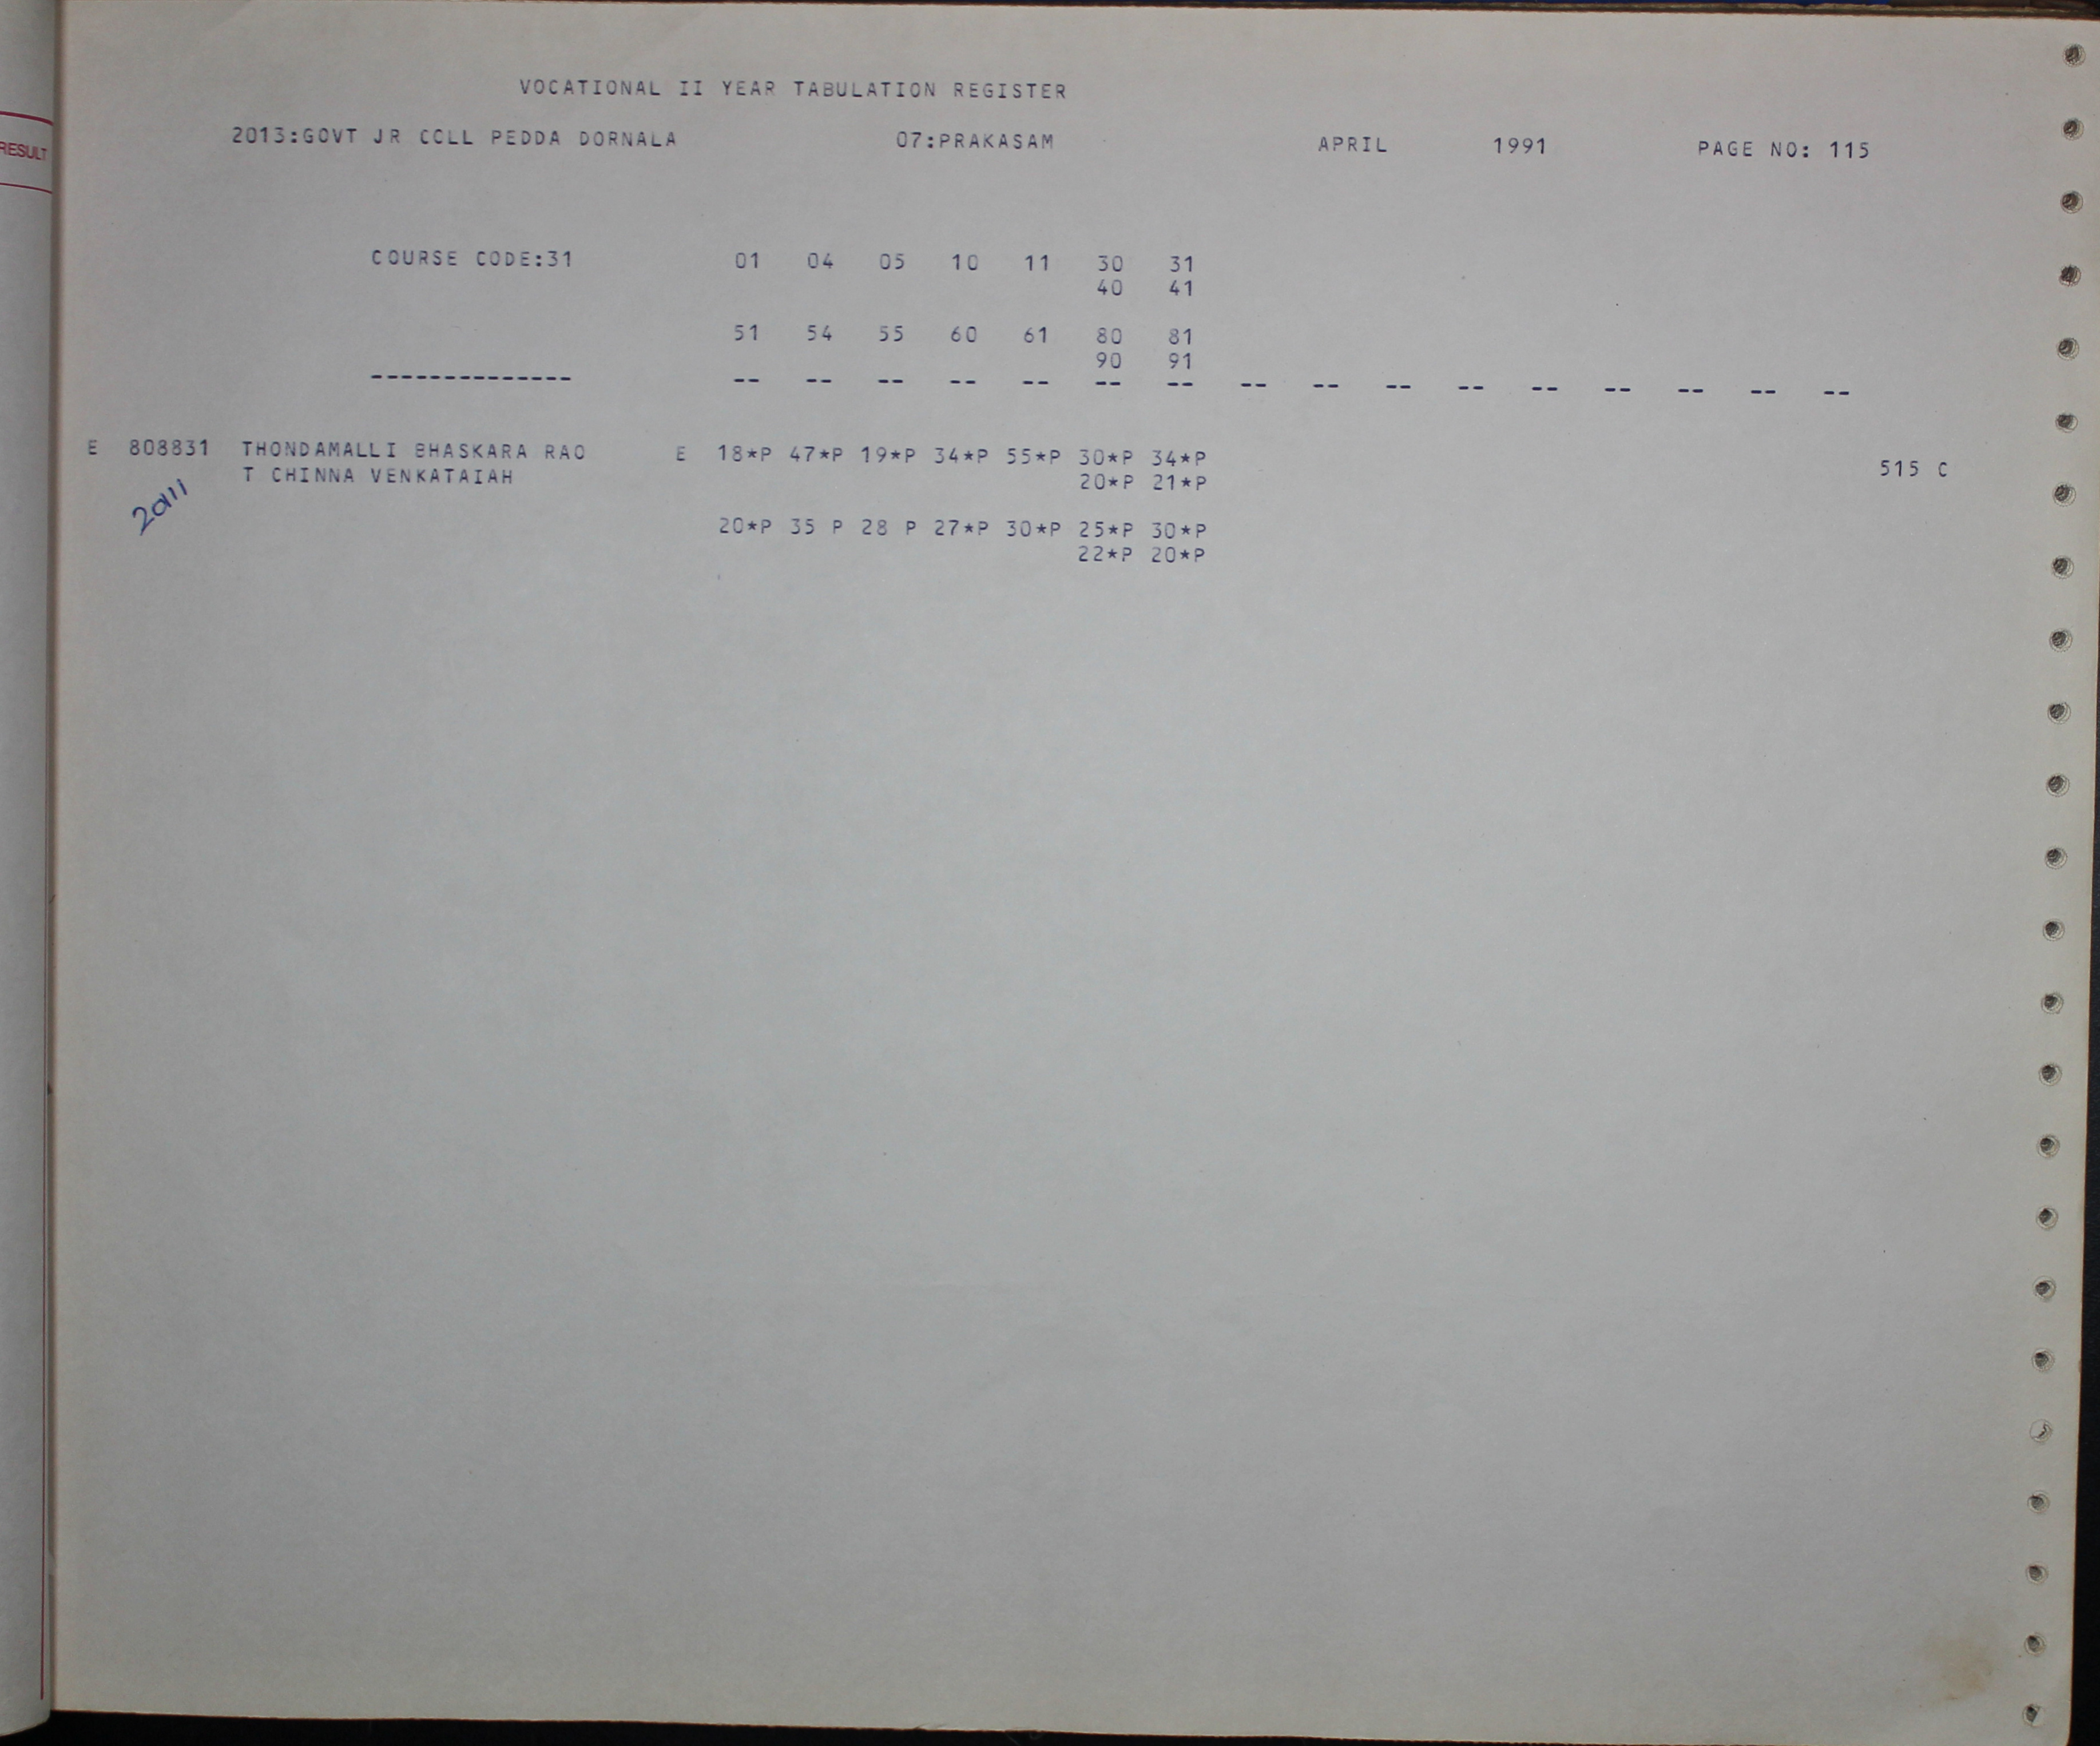 RESULT
VOCATIONAL II YEAR TABULATION REGISTER
2013:GOVT JR CCLL PEDDA DORNALA 07:PRAKASAM APRIL 1991 PAGE NO: 115
COURSE CODE:31 01 04 05 10 11 30 31
40 41
51 54 55 60 61 80 81
90 91
-------------- -- -- -- -- -- -- -- -- -- -- -- -- -- -- -- --
E 808831 THONDAMALLI BHASKARA RAO E 18*P 47*P 19*P 34*P 55*P 30*P 34*P 515 C
T CHINNA VENKATAIAH 20*P 21*P
20*P 35 P 28 P 27*P 30*P 25*P 30*P
22*P 20*P